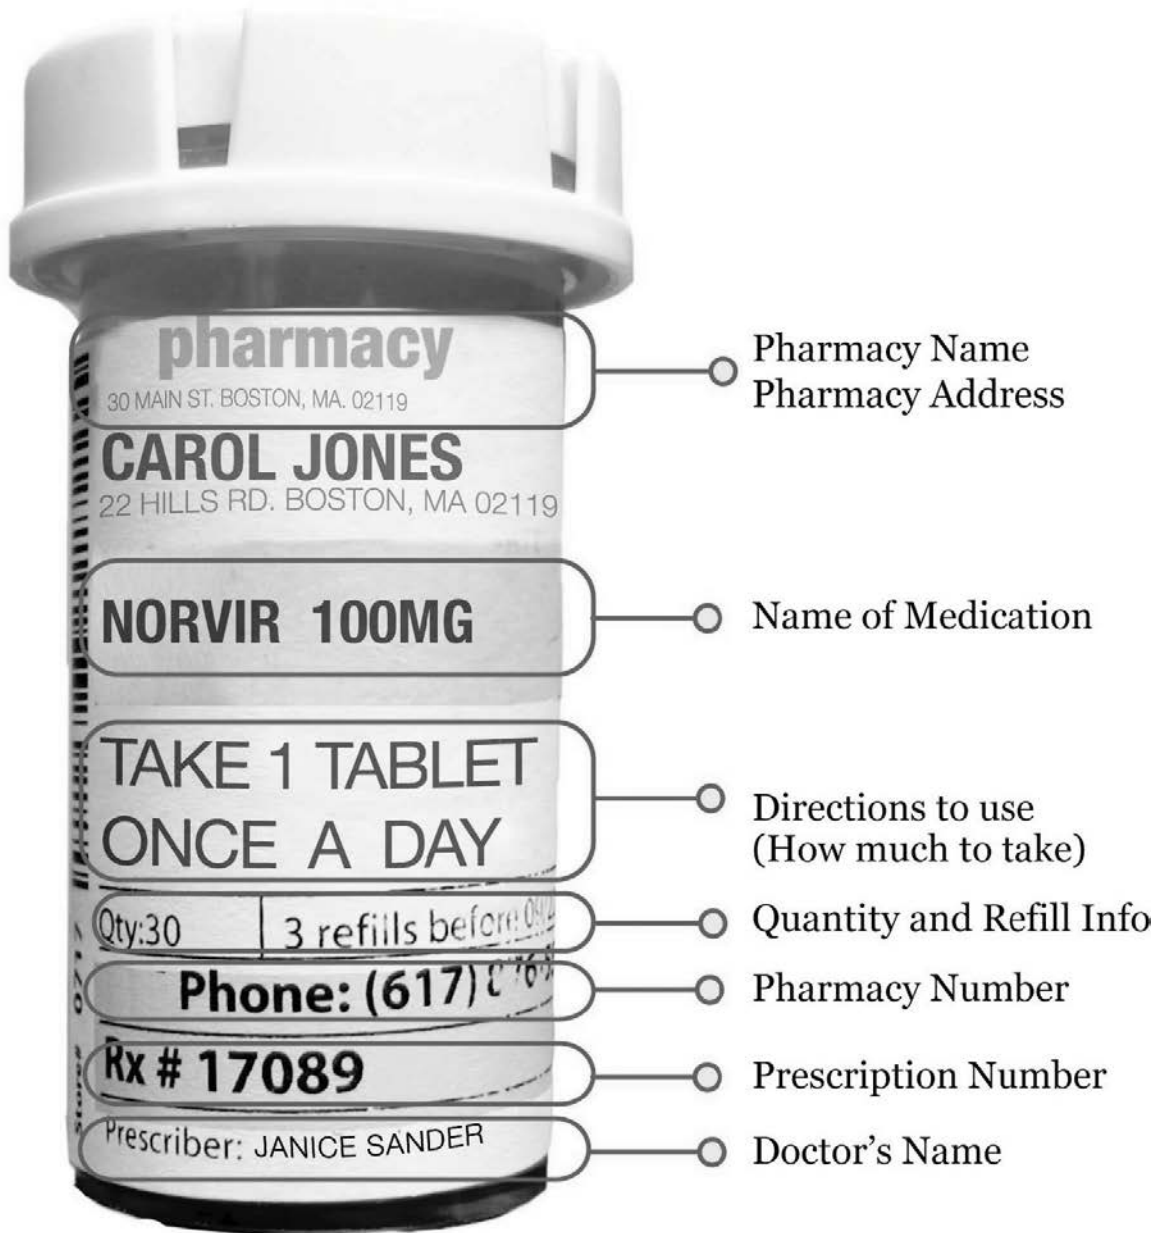 pharmacy
30 MAIN ST. BOSTON, MA. 02119
CAROL JONES
22 HILLS RD. BOSTON, MA 02119
NORVIR 100MG
TAKE 1 TABLET
ONCE A DAY
Qty:30 3 refills before
Phone: (617)
Rx # 17089
Prescriber: JANICE SANDER
Store# 0717
Pharmacy Name
Pharmacy Address
Name of Medication
Directions to use
(How much to take)
Quantity and Refill Info
Pharmacy Number
Prescription Number
Doctor's Name